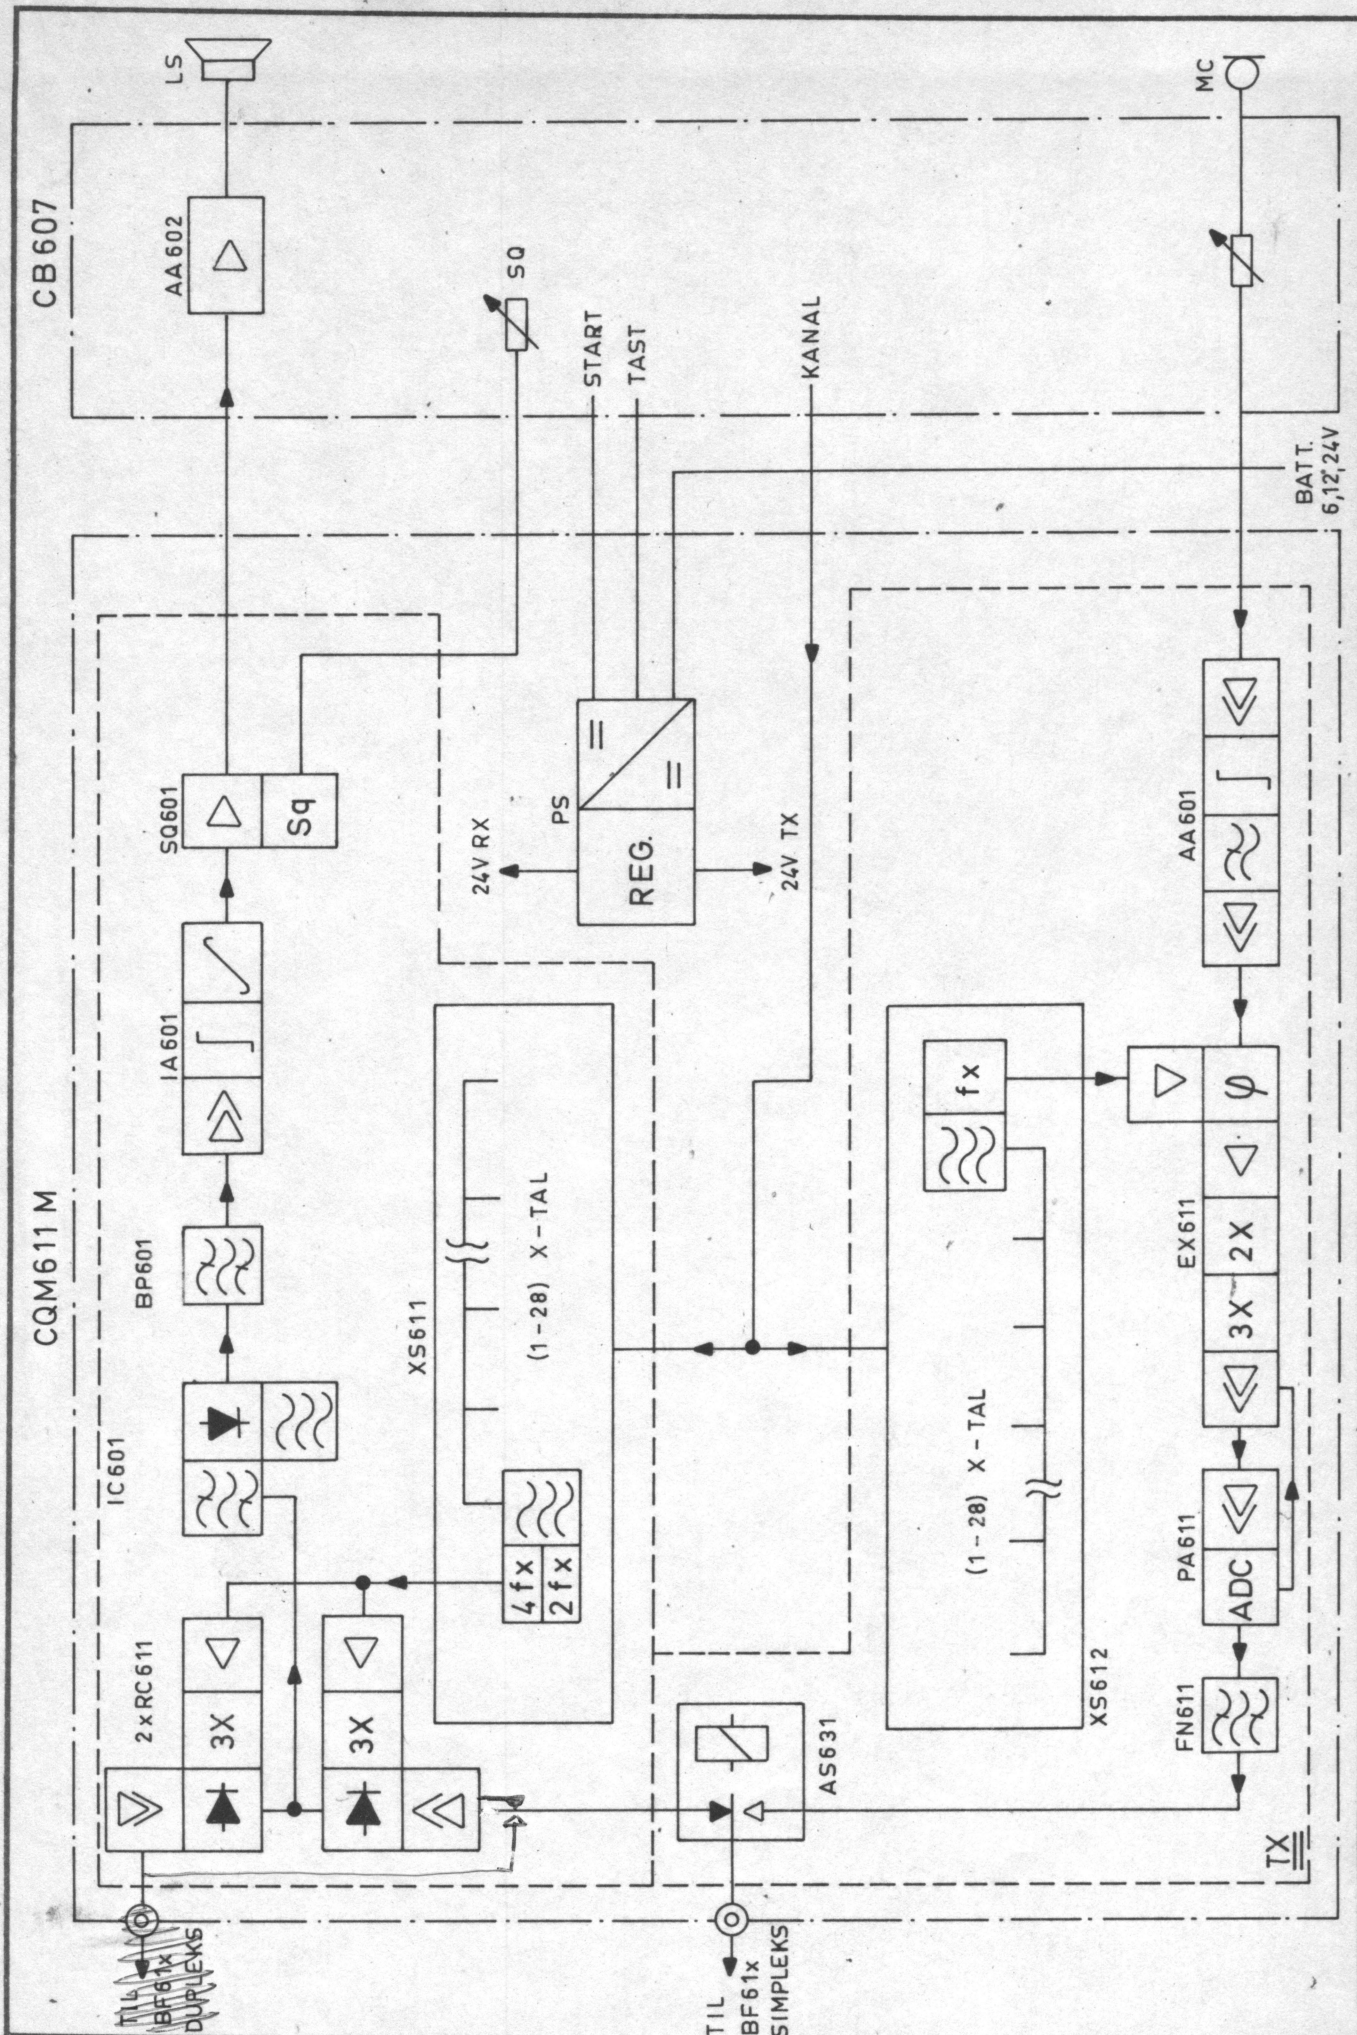 CB607
LS
AA602
SQ
START
TAST
KANAL
MC
BATT.
6,12,24V
CQM611 M
SQ601
Sq
IA601
BP601
IC601
2xRC611
3X
3X
XS611
(1-28) X-TAL
4fx
2fx
PS
REG.
24V RX
24V TX
AS631
XS612
(1-28) X-TAL
fx
AA601
φ
EX611
2X
3X
PA611
ADC
FN611
TX
TIL
BF61x
DUPLEKS
TIL
BF61x
SIMPLEKS